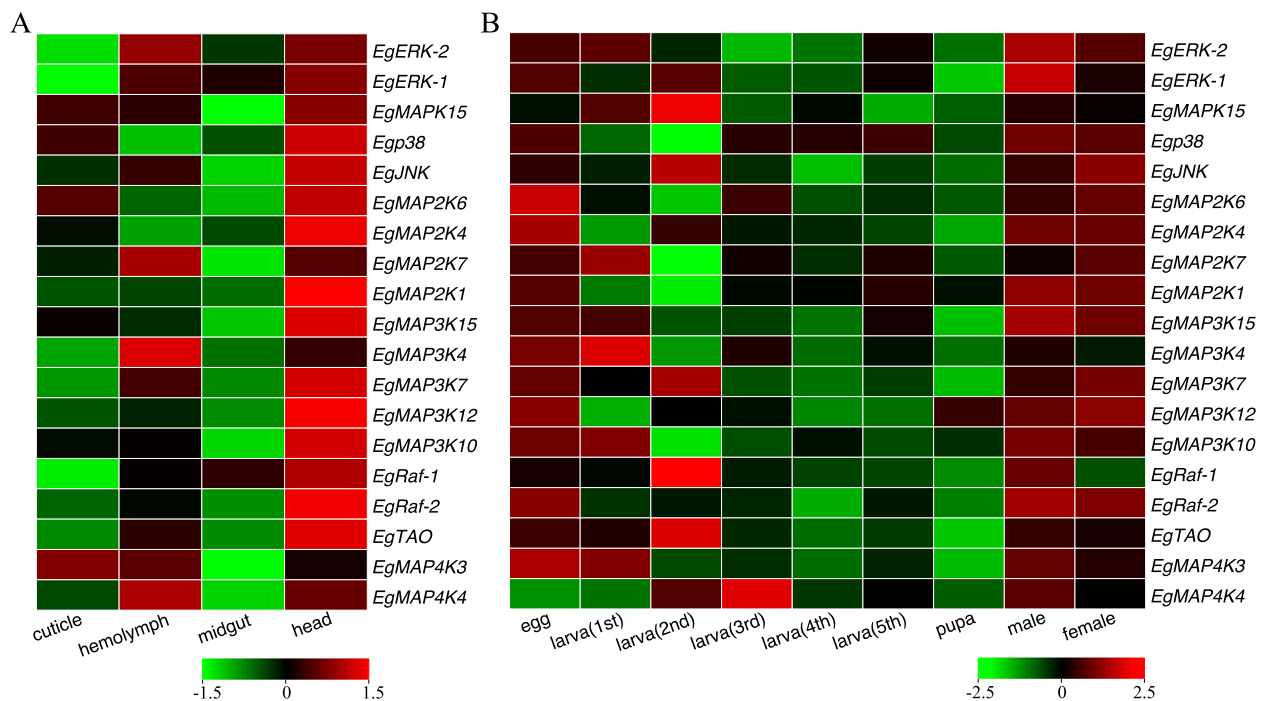 A
EgERK-2
EgERK-1
EgMAPK15
Egp38
EgJNK
EgMAP2K6
EgMAP2K4
EgMAP2K7
EgMAP2K1
EgMAP3K15
EgMAP3K4
EgMAP3K7
EgMAP3K12
EgMAP3K10
EgRaf-1
EgRaf-2
EgTAO
EgMAP4K3
EgMAP4K4
cuticle
hemolymph
midgut
head
-1.5 0 1.5
B
EgERK-2
EgERK-1
EgMAPK15
Egp38
EgJNK
EgMAP2K6
EgMAP2K4
EgMAP2K7
EgMAP2K1
EgMAP3K15
EgMAP3K4
EgMAP3K7
EgMAP3K12
EgMAP3K10
EgRaf-1
EgRaf-2
EgTAO
EgMAP4K3
EgMAP4K4
egg
larva(1st)
larva(2nd)
larva(3rd)
larva(4th)
larva(5th)
pupa
male
female
-2.5 0 2.5